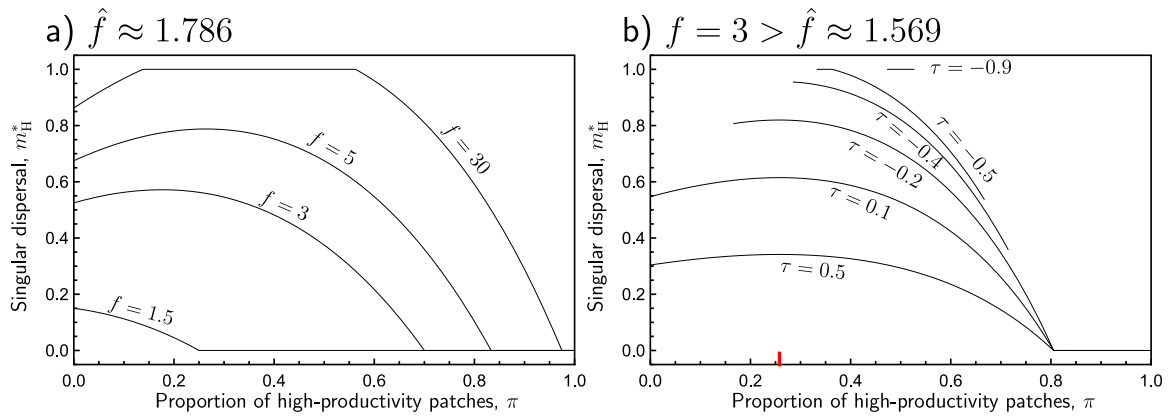 a) f̂ ≈ 1.786
Singular dispersal, m*_H
1.0
0.8
0.6
0.4
0.2
0.0
f = 30
f = 5
f = 3
f = 1.5
0.0 0.2 0.4 0.6 0.8 1.0
Proportion of high-productivity patches, π
b) f = 3 > f̂ ≈ 1.569
Singular dispersal, m*_H
1.0
0.8
0.6
0.4
0.2
0.0
τ = −0.9
τ = −0.5
τ = −0.4
τ = −0.2
τ = 0.1
τ = 0.5
0.0 0.2 0.4 0.6 0.8 1.0
Proportion of high-productivity patches, π